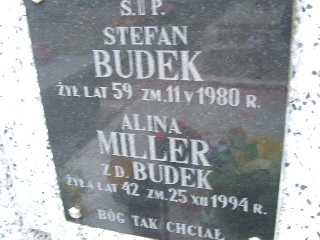 Ś.✝P.
STEFAN
BUDEK
ŻYŁ LAT 59 ZM. 11 V 1980 R.
ALINA
MILLER
Z D. BUDEK
ŻYŁA LAT 42 ZM. 25 XII 1994 R.
BÓG TAK CHCIAŁ